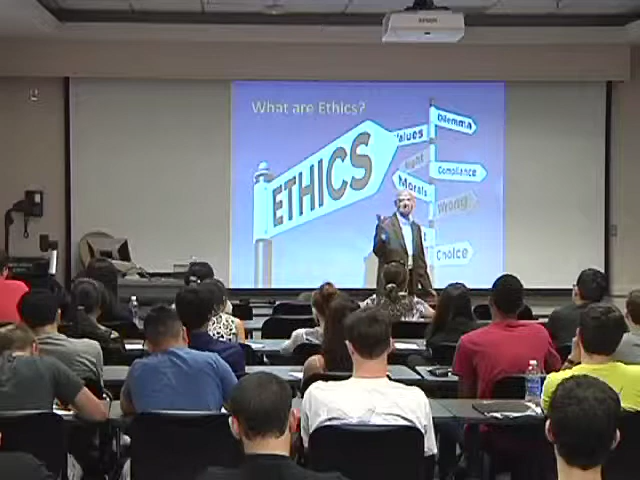 EPSON
What are Ethics?
ETHICS
Values
Dilemma
Right
Compliance
Morals
Wrong
Choice